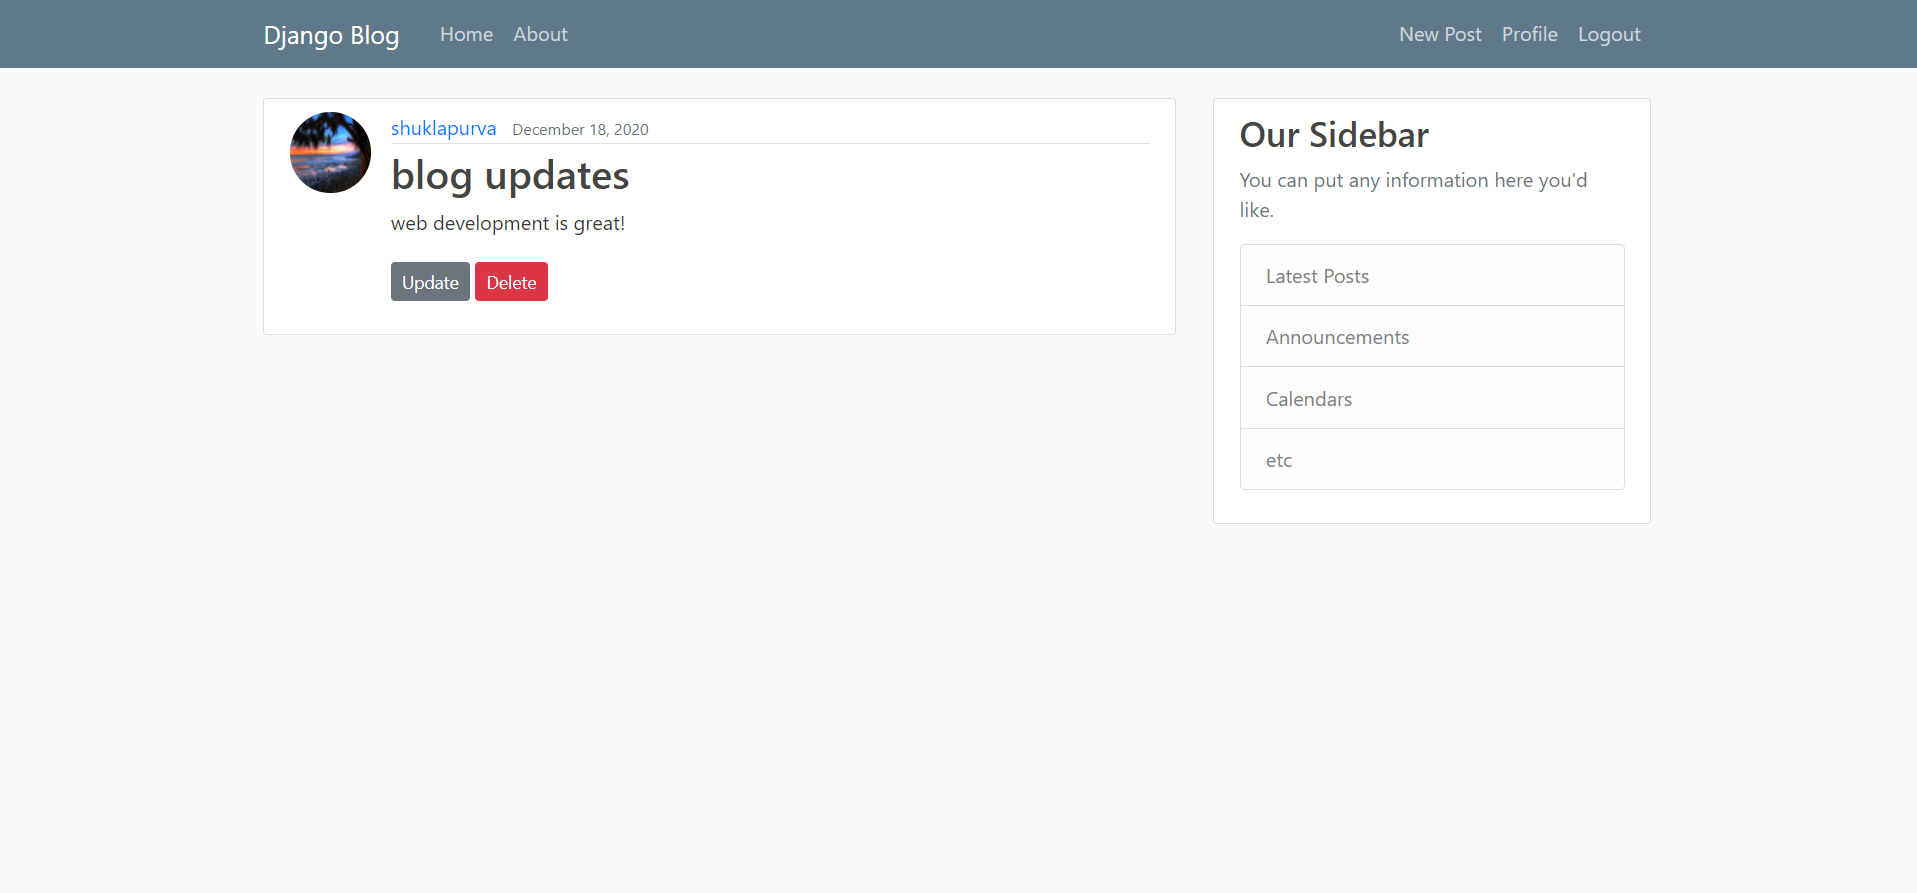 Django Blog Home About New Post Profile Logout
shuklapurva December 18, 2020
blog updates
web development is great!
Update Delete
Our Sidebar
You can put any information here you'd
like.
Latest Posts
Announcements
Calendars
etc